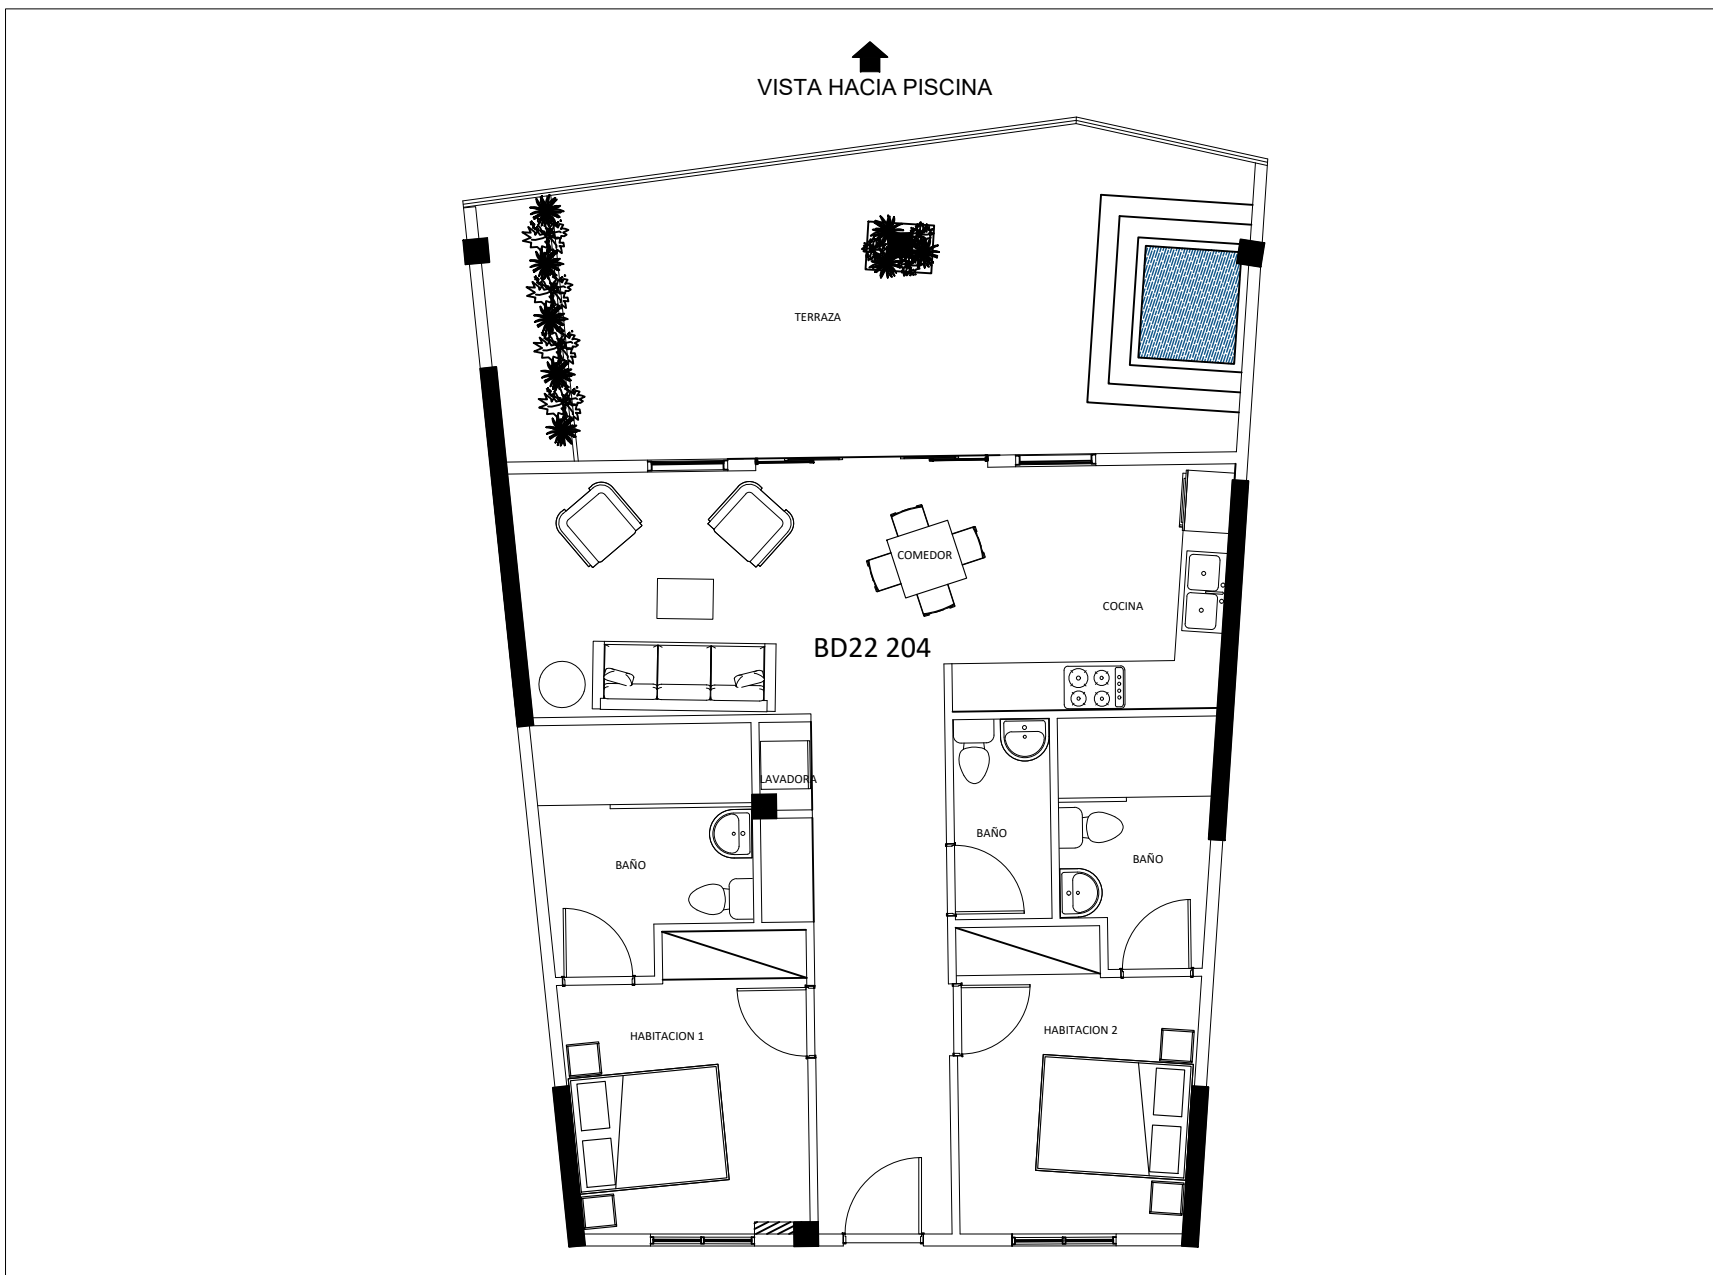 VISTA HACIA PISCINA
TERRAZA
COMEDOR
COCINA
BD22 204
LAVADORA
BAÑO
BAÑO
BAÑO
HABITACION 1
HABITACION 2